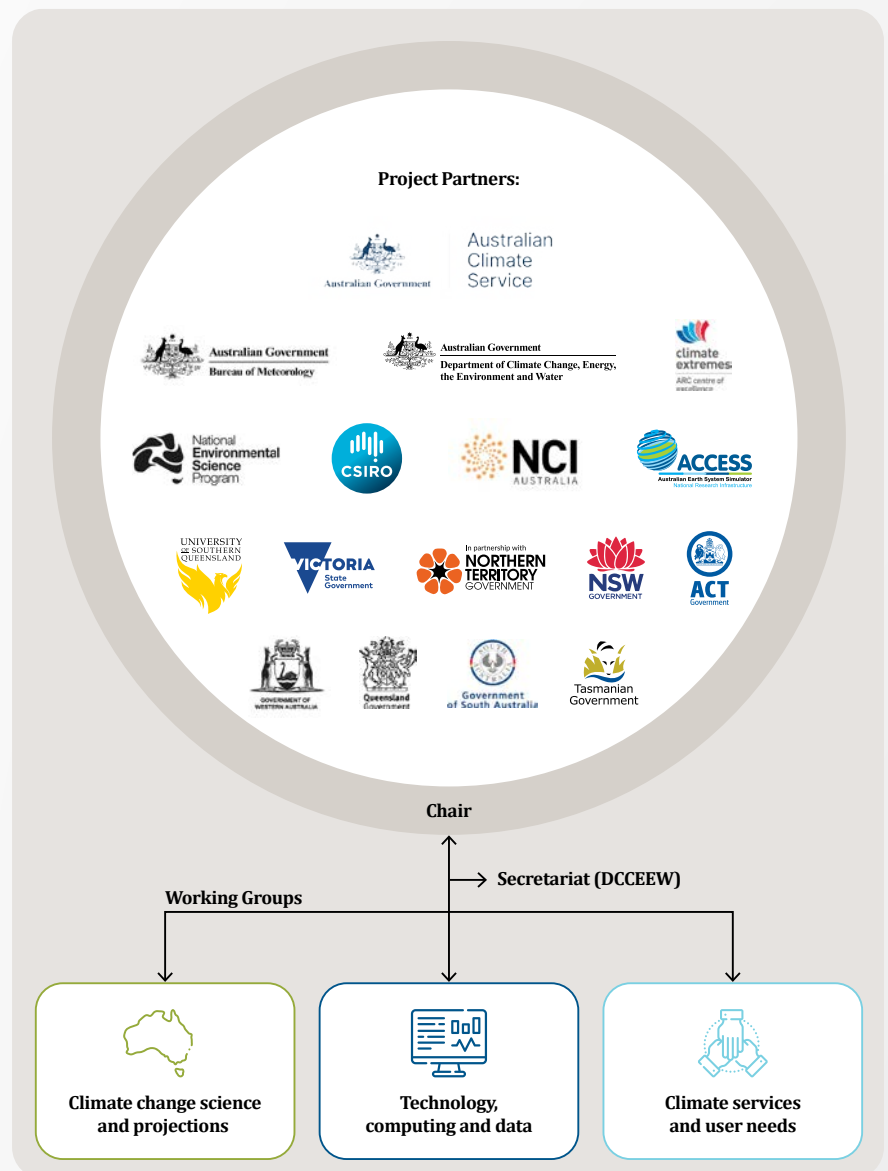 Project Partners:
Australian Government
Australian
Climate
Service
Australian Government
Bureau of Meteorology
Australian Government
Department of Climate Change, Energy,
the Environment and Water
climate
extremes
ARC centre of
excellence
National
Environmental
Science
Program
CSIRO
NCI
AUSTRALIA
ACCESS
Australian Earth System Simulator
National Research Infrastructure
UNIVERSITY
OF SOUTHERN
QUEENSLAND
VICTORIA
State
Government
In partnership with
NORTHERN
TERRITORY
GOVERNMENT
NSW
GOVERNMENT
ACT
Government
GOVERNMENT OF
WESTERN AUSTRALIA
Queensland
Government
SOUTH AUSTRALIA
Government
of South Australia
Tasmanian
Government
Chair
Secretariat (DCCEEW)
Working Groups
Climate change science
and projections
Technology,
computing and data
Climate services
and user needs